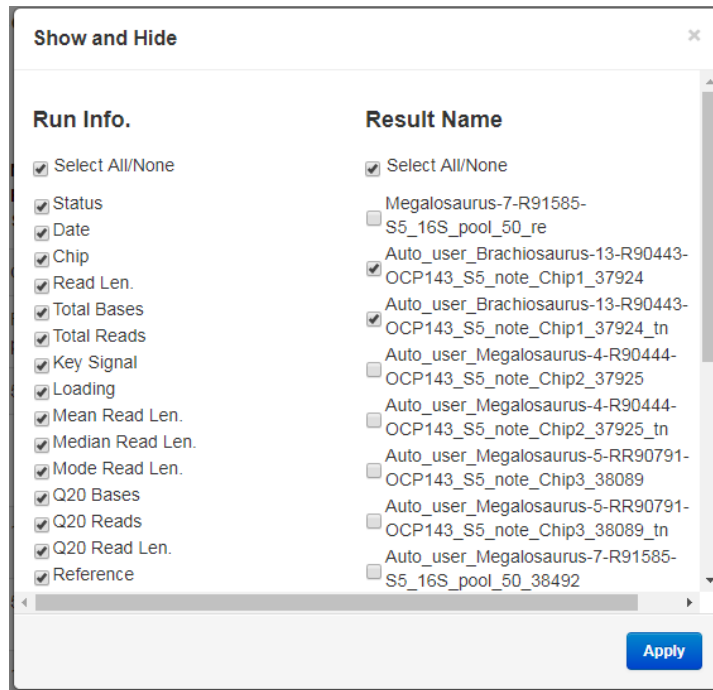 Show and Hide
×
Run Info.
Select All/None
Status
Date
Chip
Read Len.
Total Bases
Total Reads
Key Signal
Loading
Mean Read Len.
Median Read Len.
Mode Read Len.
Q20 Bases
Q20 Reads
Q20 Read Len.
Reference
Result Name
Select All/None
Megalosaurus-7-R91585-
S5_16S_pool_50_re
Auto_user_Brachiosaurus-13-R90443-
OCP143_S5_note_Chip1_37924
Auto_user_Brachiosaurus-13-R90443-
OCP143_S5_note_Chip1_37924_tn
Auto_user_Megalosaurus-4-R90444-
OCP143_S5_note_Chip2_37925
Auto_user_Megalosaurus-4-R90444-
OCP143_S5_note_Chip2_37925_tn
Auto_user_Megalosaurus-5-RR90791-
OCP143_S5_note_Chip3_38089
Auto_user_Megalosaurus-5-RR90791-
OCP143_S5_note_Chip3_38089_tn
Auto_user_Megalosaurus-7-R91585-
S5_16S_pool_50_38492
Apply